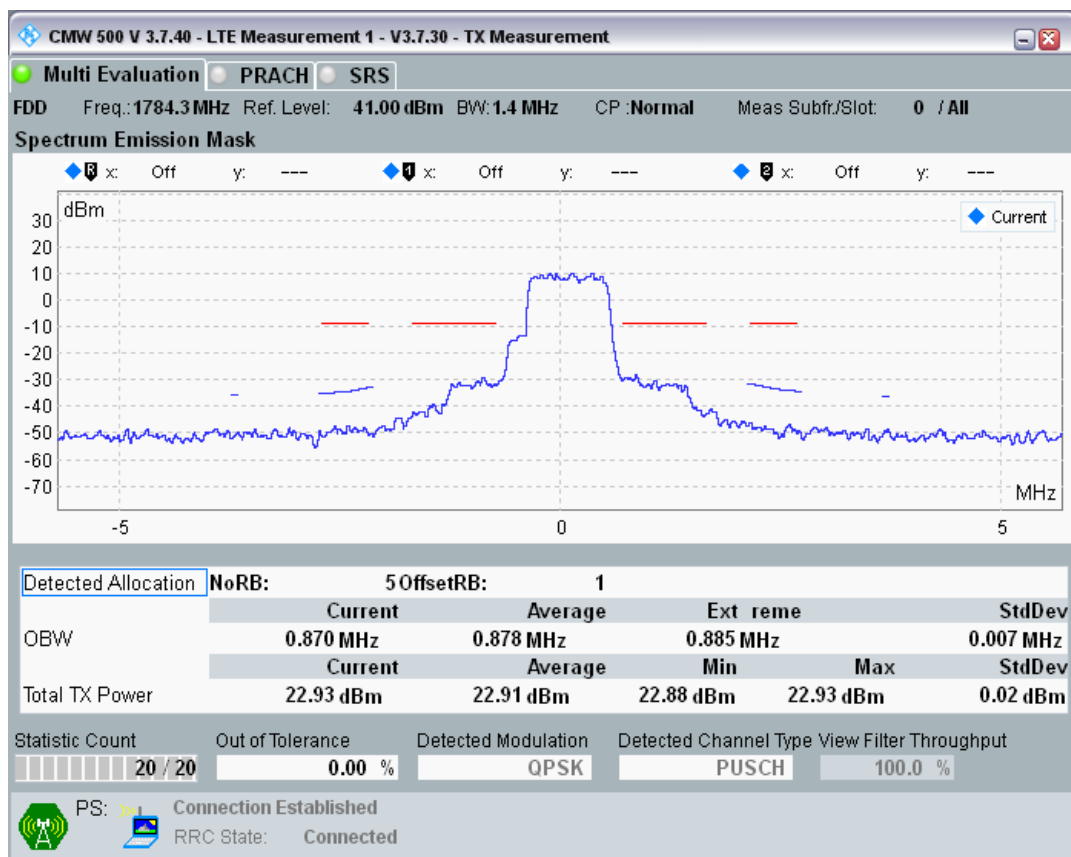 CMW 500 V 3.7.40 - LTE Measurement 1 - V3.7.30 - TX Measurement
Multi Evaluation PRACH SRS
FDD Freq.: 1784.3 MHz Ref. Level: 41.00 dBm BW: 1.4 MHz CP :Normal Meas Subfr./Slot: 0 / All
Spectrum Emission Mask
R x: Off y: --- 1 x: Off y: --- 2 x: Off y: ---
dBm
Current
30
20
10
0
-10
-20
-30
-40
-50
-60
-70
MHz
-5 0 5
Detected Allocation NoRB: 5 OffsetRB: 1
Current Average Ext reme StdDev
OBW 0.870 MHz 0.878 MHz 0.885 MHz 0.007 MHz
Current Average Min Max StdDev
Total TX Power 22.93 dBm 22.91 dBm 22.88 dBm 22.93 dBm 0.02 dBm
Statistic Count Out of Tolerance Detected Modulation Detected Channel Type View Filter Throughput
20 / 20 0.00 % QPSK PUSCH 100.0 %
PS: Connection Established
RRC State: Connected